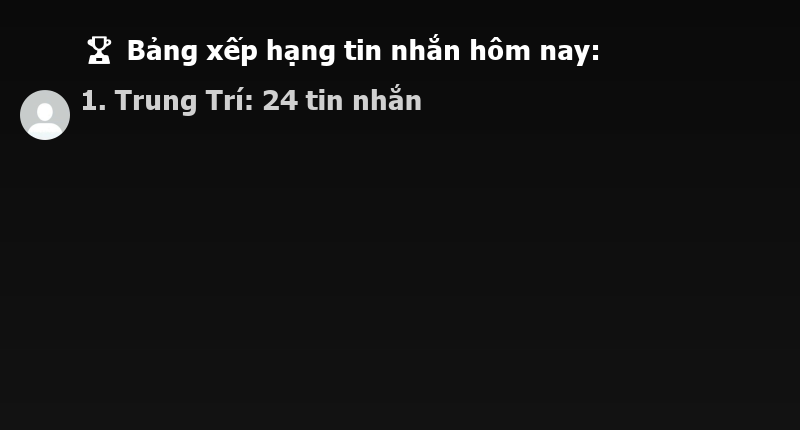 🏆 Bảng xếp hạng tin nhắn hôm nay:
1. Trung Trí: 24 tin nhắn